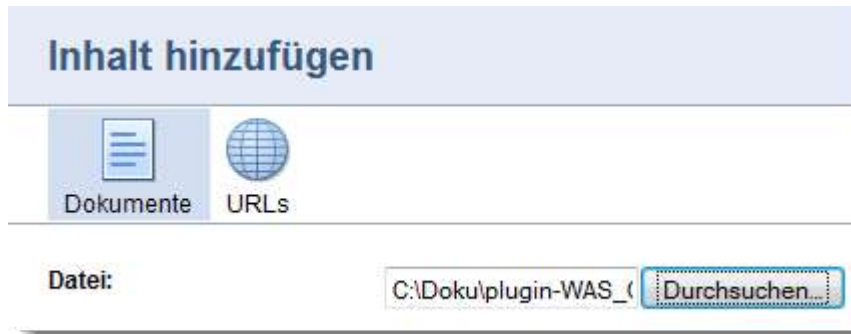 Inhalt hinzufügen
Dokumente URLs
Datei: C:\Doku\plugin-WAS_ Durchsuchen...